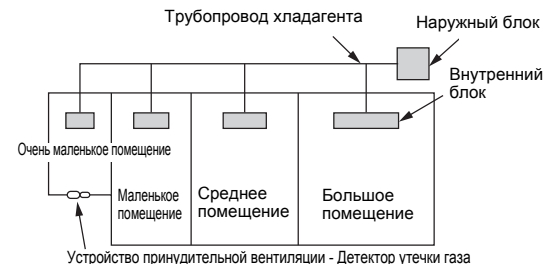 Трубопровод хладагента
Наружный блок
Внутренний
блок
Очень маленькое помещение
Маленькое
помещение
Среднее
помещение
Большое
помещение
Устройство принудительной вентиляции - Детектор утечки газа